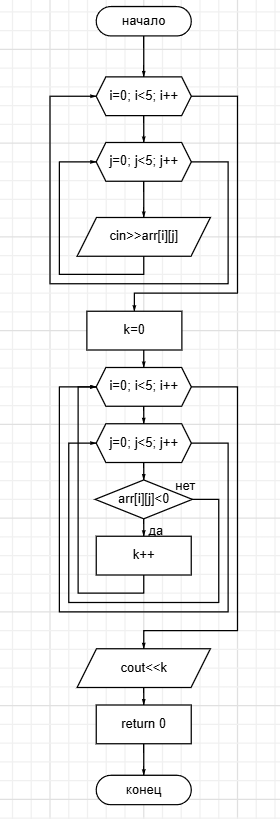 начало
i=0; i<5; i++
j=0; j<5; j++
cin>>arr[i][j]
k=0
i=0; i<5; i++
j=0; j<5; j++
arr[i][j]<0
нет
да
k++
cout<<k
return 0
конец